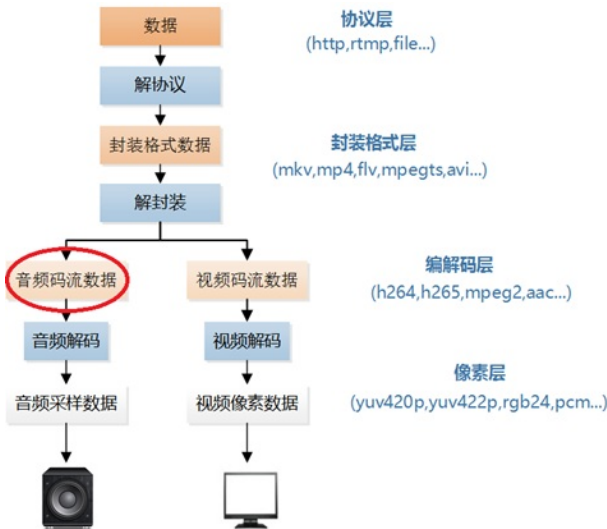 数据
协议层
(http,rtmp,file...)
解协议
封装格式数据
封装格式层
(mkv,mp4,flv,mpegts,avi...)
解封装
音频码流数据
视频码流数据
编解码层
(h264,h265,mpeg2,aac...)
音频解码
视频解码
像素层
音频采样数据
视频像素数据
(yuv420p,yuv422p,rgb24,pcm...)